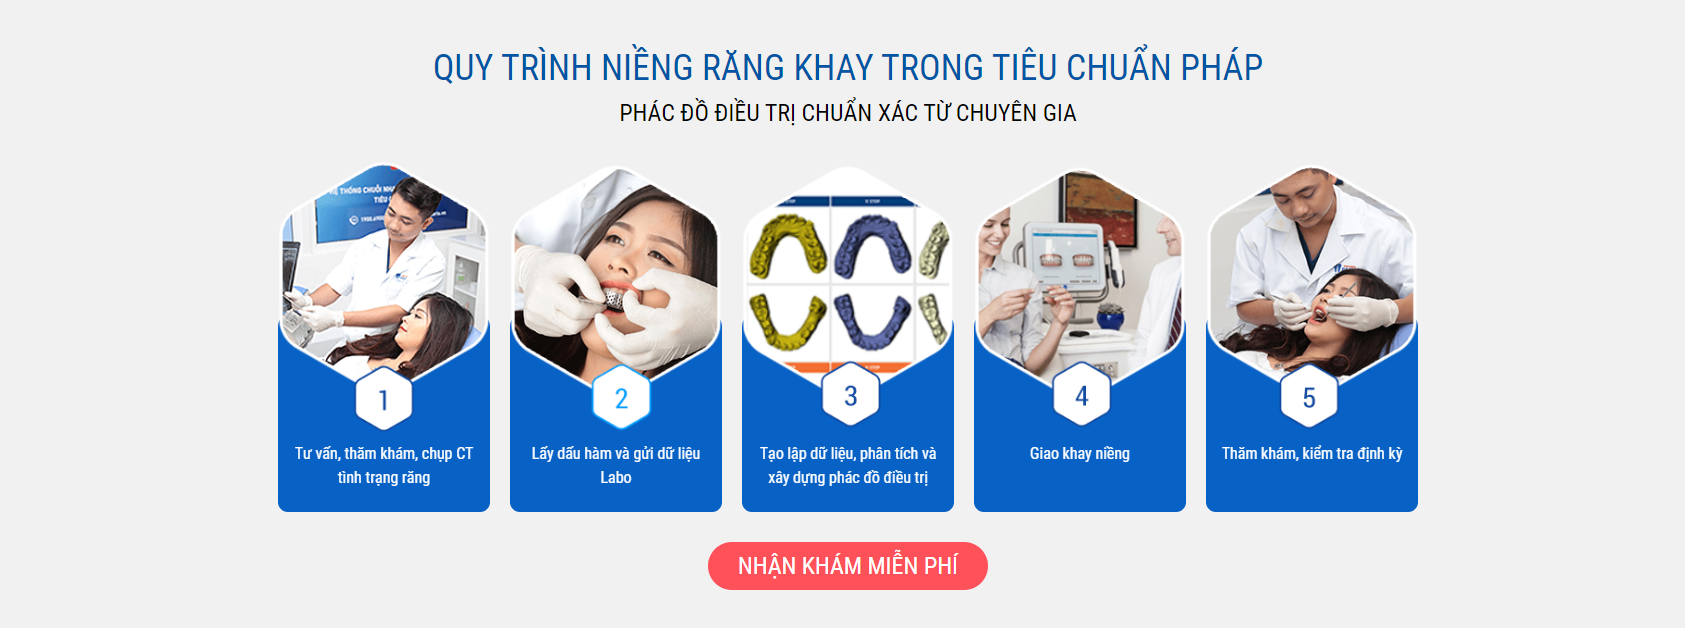 QUY TRÌNH NIỀNG RĂNG KHAY TRONG TIÊU CHUẨN PHÁP
PHÁC ĐỒ ĐIỀU TRỊ CHUẨN XÁC TỪ CHUYÊN GIA
HỆ THỐNG CHUỖI NHA
TIÊU
1
Tư vấn, thăm khám, chụp CT
tình trạng răng
2
Lấy dấu hàm và gửi dữ liệu
Labo
3
Tạo lập dữ liệu, phân tích và
xây dựng phác đồ điều trị
4
Giao khay niềng
5
Thăm khám, kiểm tra định kỳ
NHẬN KHÁM MIỄN PHÍ